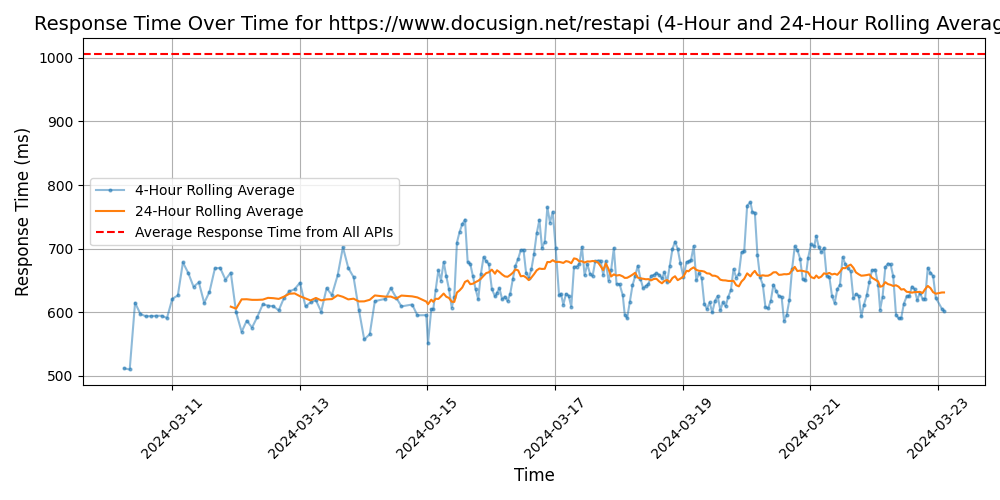 Response Time Over Time for https://www.docusign.net/restapi (4-Hour and 24-Hour Rolling Averag
1000
900
800
700
600
500
Response Time (ms)
4-Hour Rolling Average
24-Hour Rolling Average
Average Response Time from All APIs
2024-03-11
2024-03-13
2024-03-15
2024-03-17
2024-03-19
2024-03-21
2024-03-23
Time